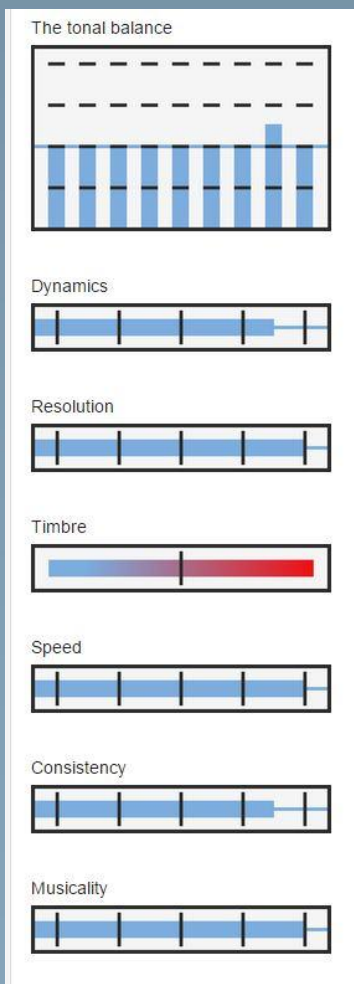 The tonal balance
Dynamics
Resolution
Timbre
Speed
Consistency
Musicality